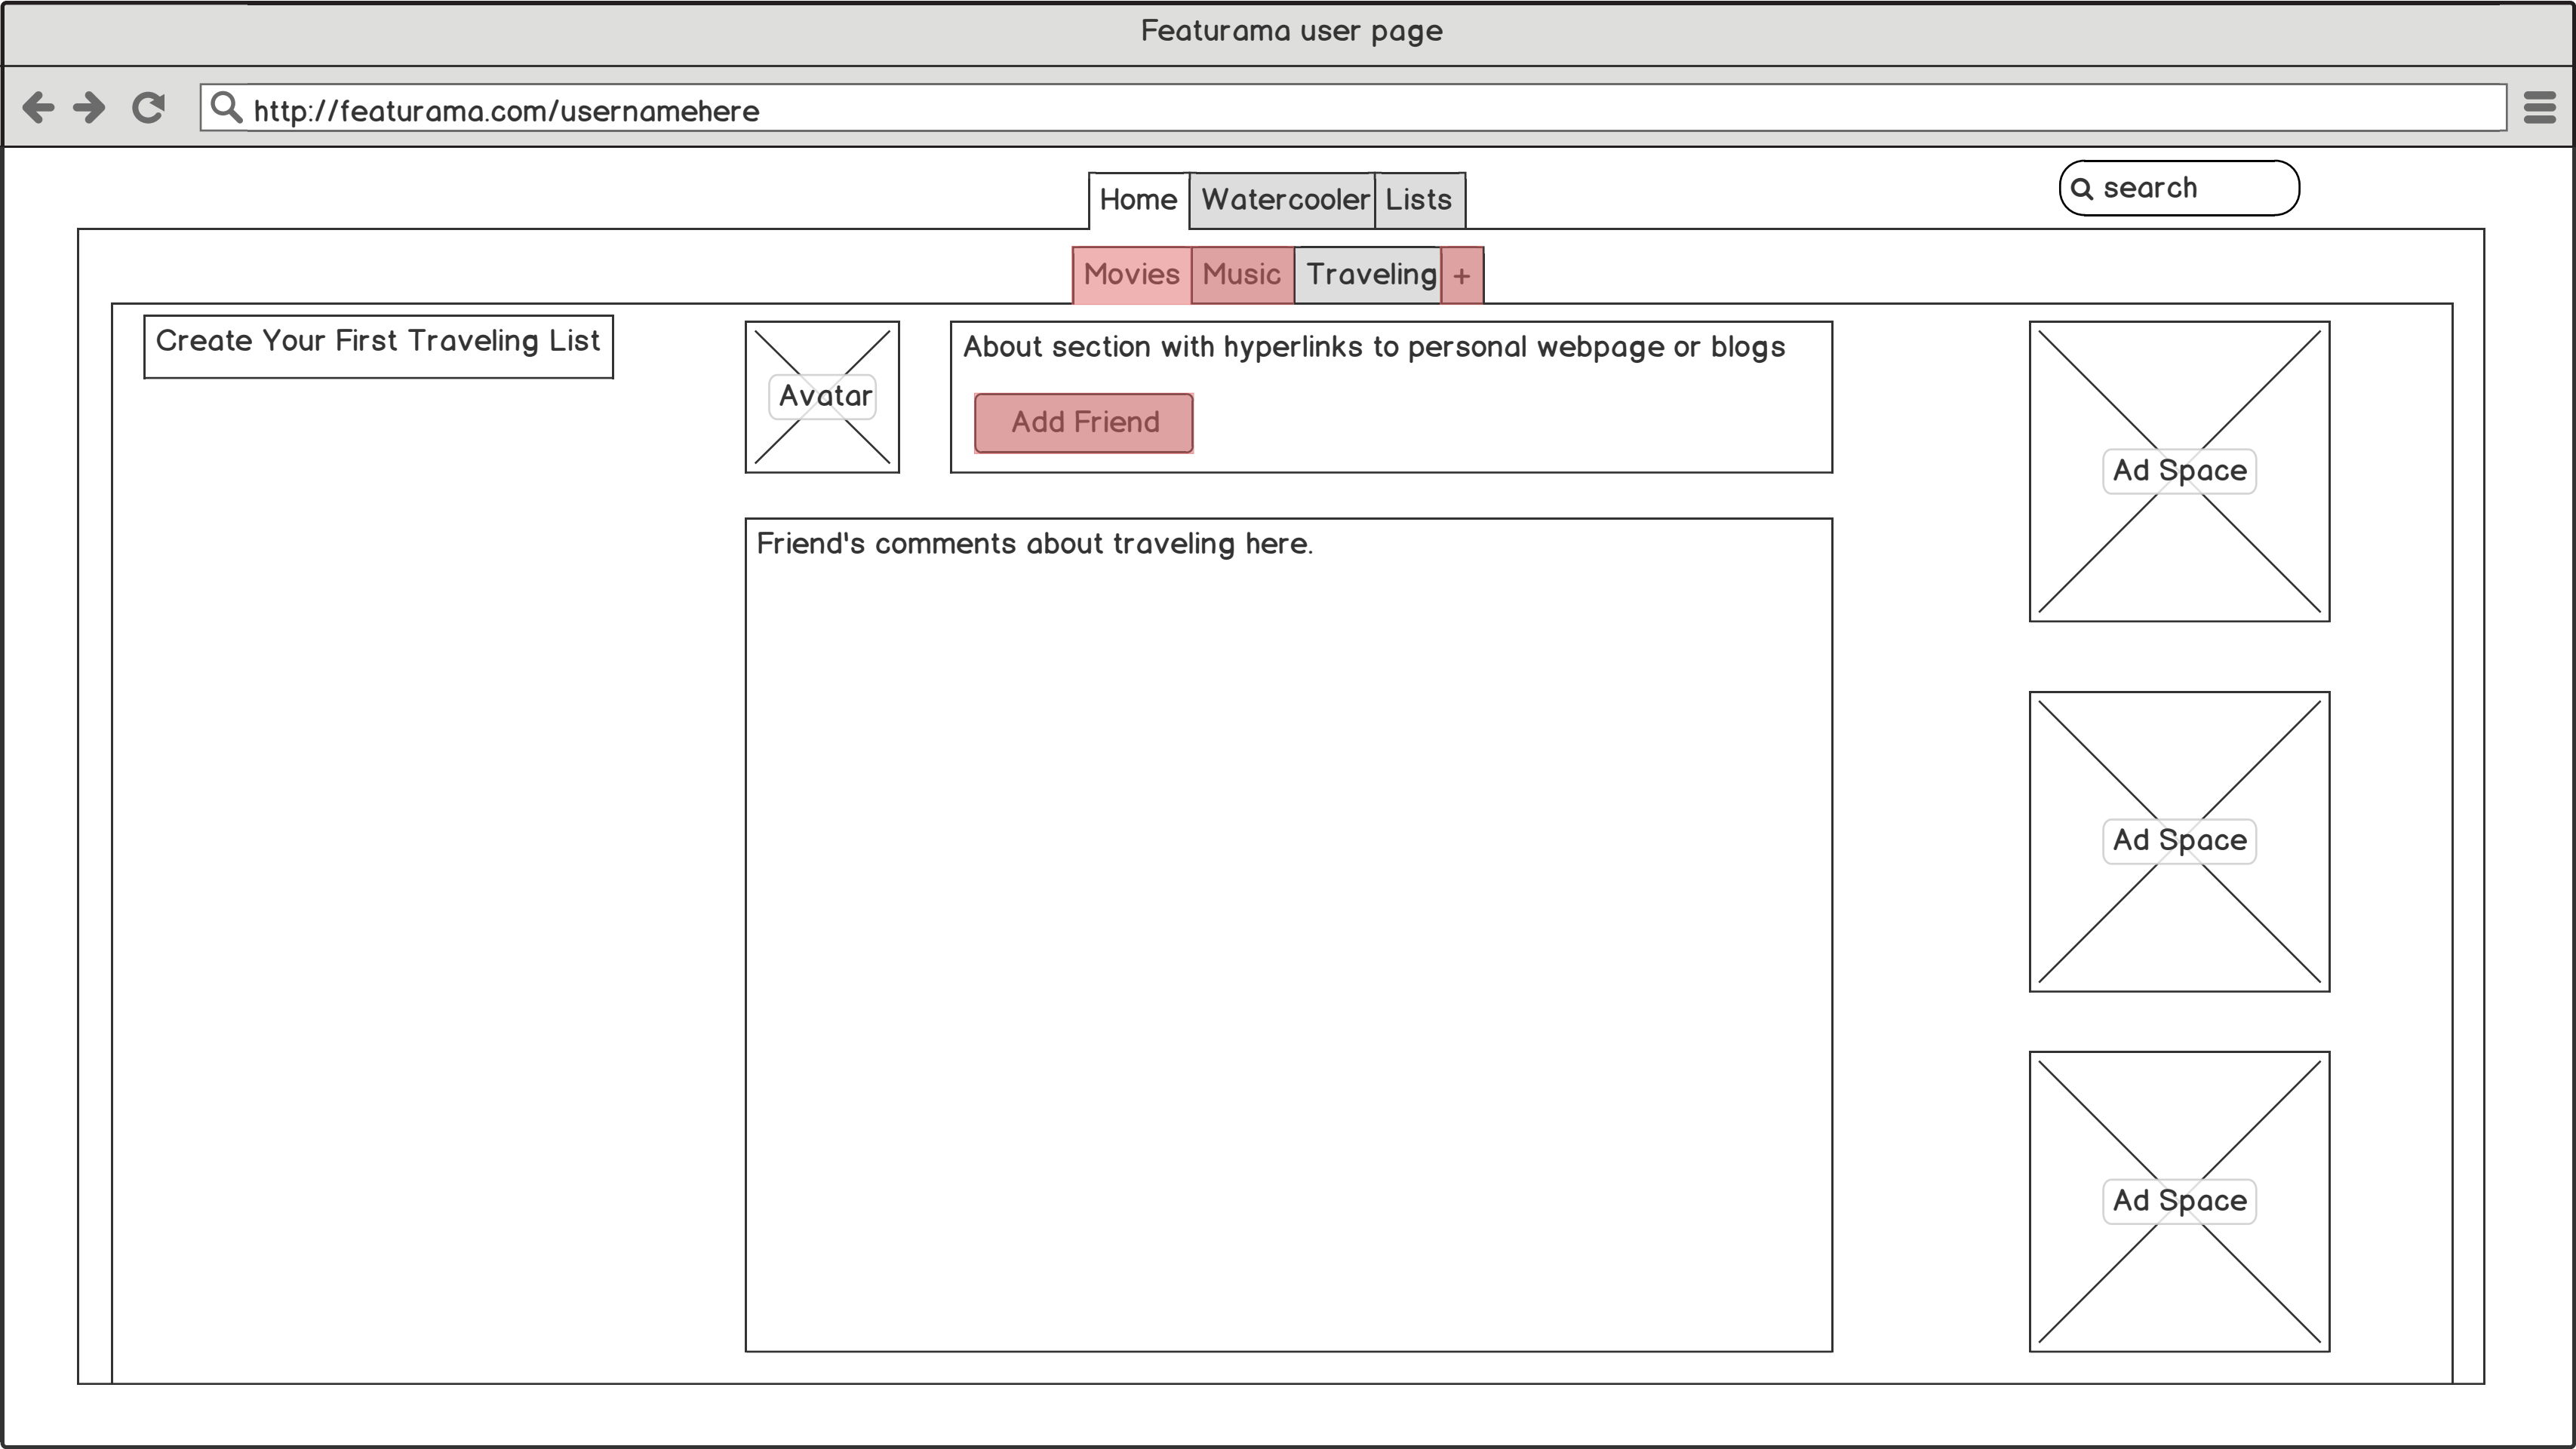 Featurama user page
http://featurama.com/usernamehere
Home Watercooler Lists
search
Movies Music Traveling +
Create Your First Traveling List
Avatar
About section with hyperlinks to personal webpage or blogs
Add Friend
Ad Space
Friend's comments about traveling here.
Ad Space
Ad Space